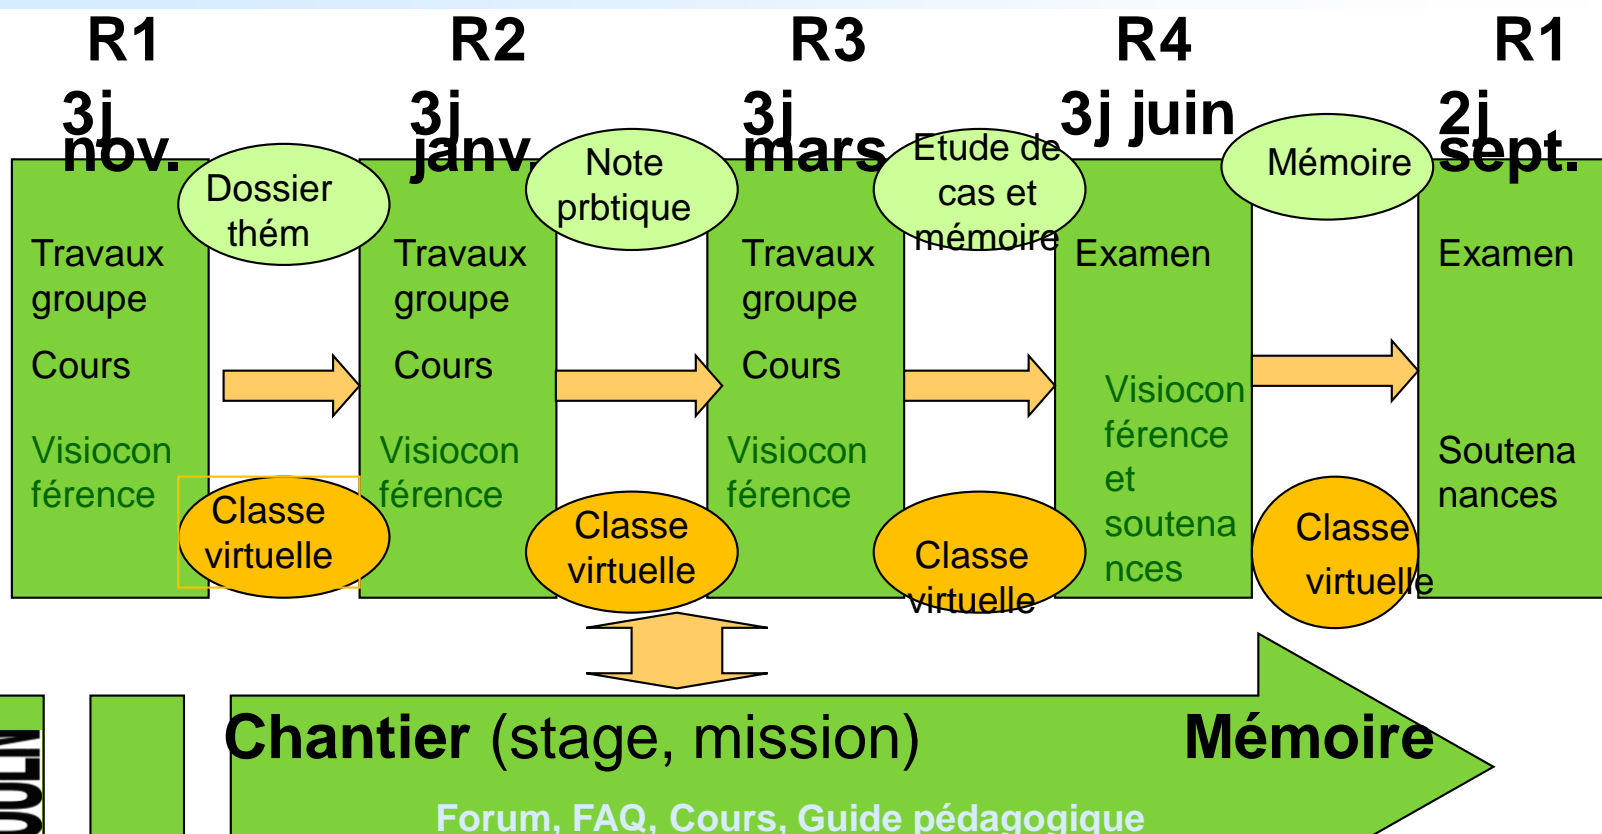 R1
R2
R3
R4
R1
3j
nov.
3j
janv.
3j
mars
3j juin
2j
sept.
Dossier
thém
Note
prbtique
Etude de
cas et
mémoire
Mémoire
Travaux
groupe
Cours
Visiocon
férence
Travaux
groupe
Cours
Visiocon
férence
Travaux
groupe
Cours
Visiocon
férence
Examen
Visiocon
férence
et
soutena
nces
Examen
Soutena
nances
Classe
virtuelle
Classe
virtuelle
Classe
virtuelle
Classe
virtuelle
Chantier (stage, mission)
Mémoire
Forum, FAQ, Cours, Guide pédagogique